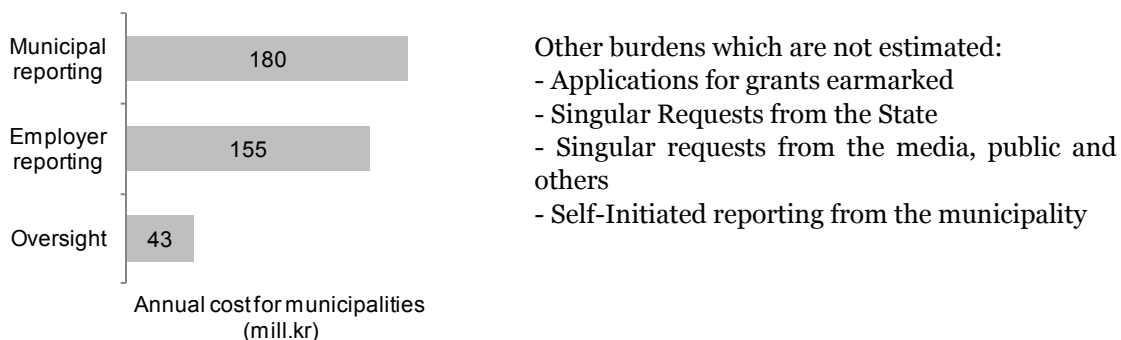 Municipal
reporting
180
Employer
reporting
155
Oversight
43
Annual cost for municipalities
(mill.kr)
Other burdens which are not estimated:
- Applications for grants earmarked
- Singular Requests from the State
- Singular requests from the media, public and
others
- Self-Initiated reporting from the municipality